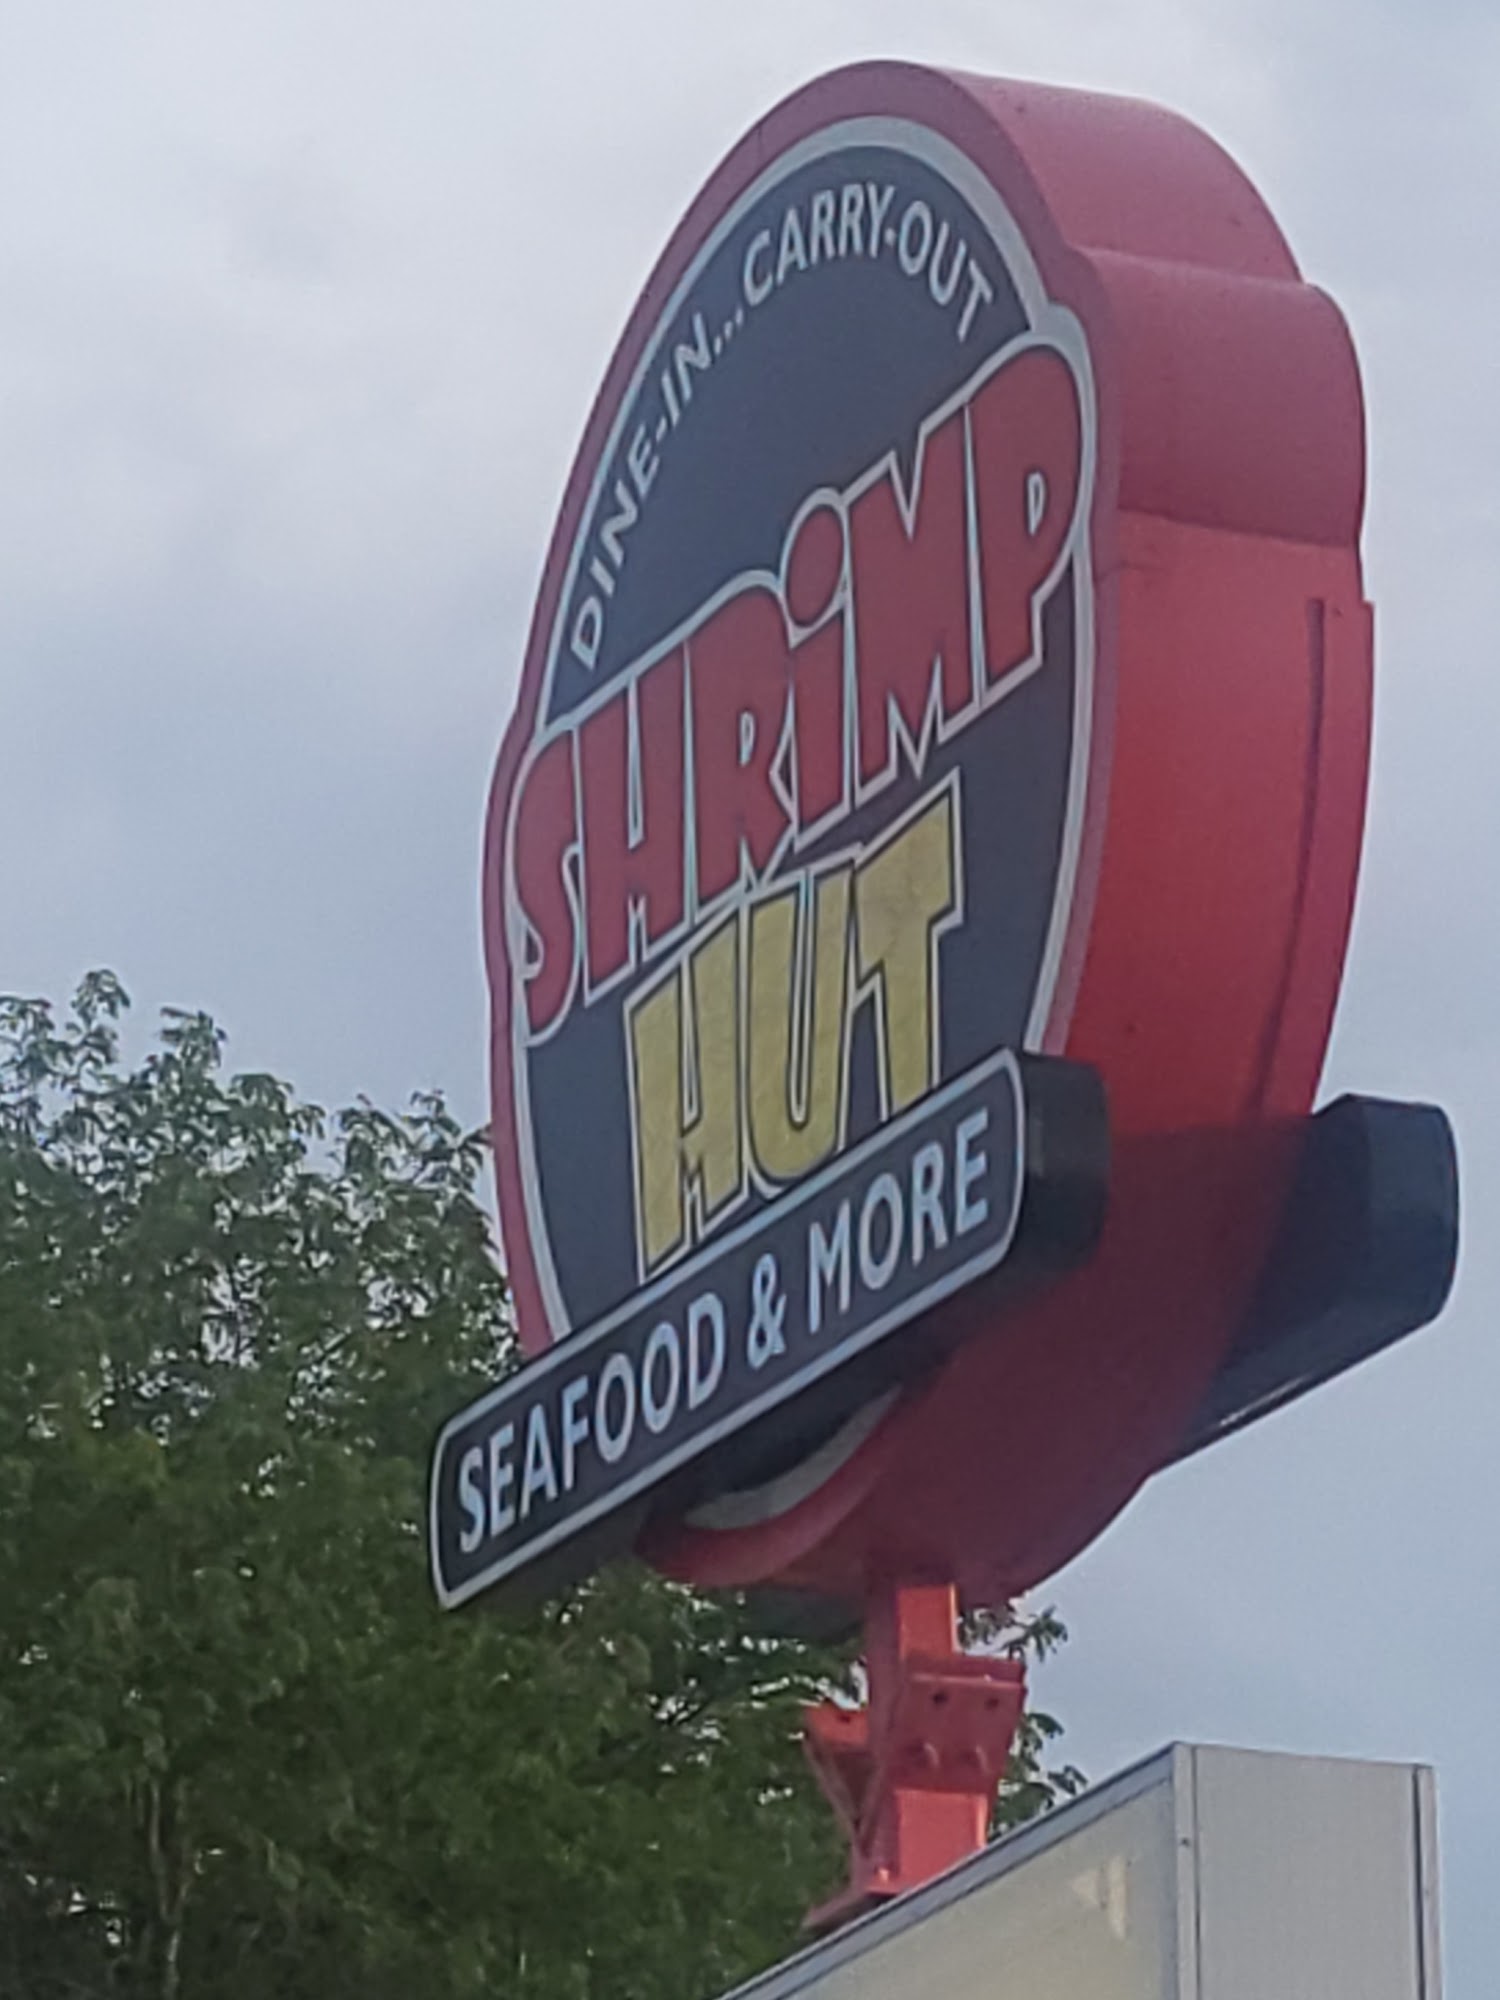 DINE-IN...CARRY-OUT
SHRiMP
HUT
SEAFOOD & MORE